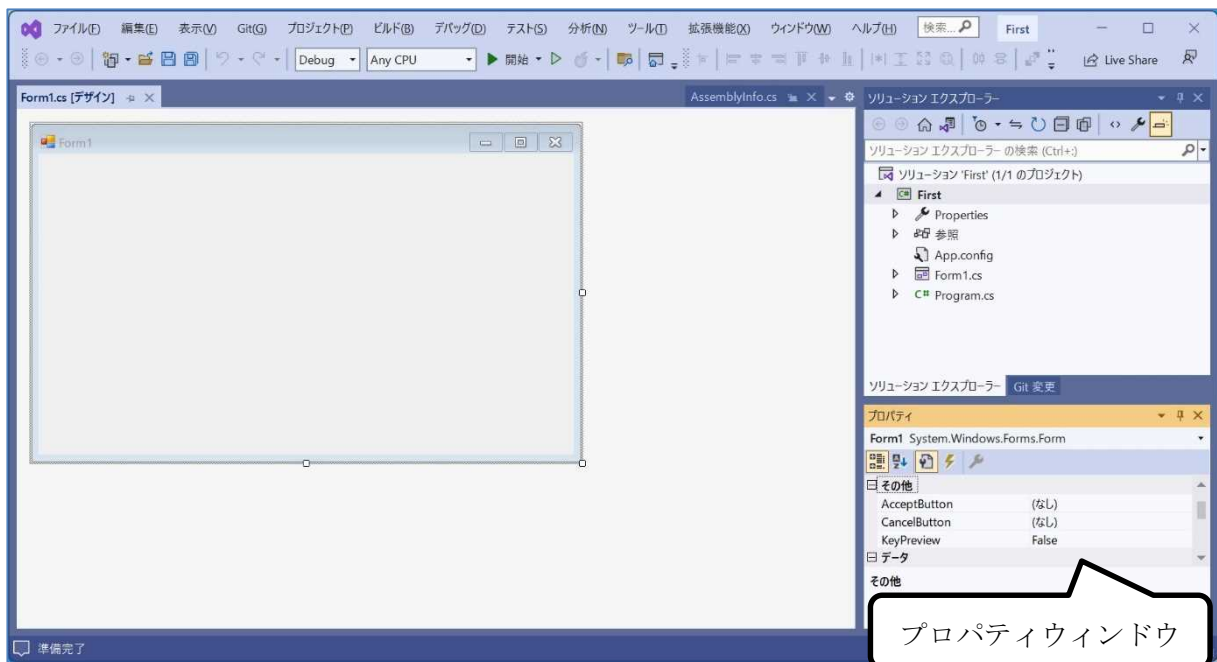 ファイル(F) 編集(E) 表示(V) Git(G) プロジェクト(P) ビルド(B) デバッグ(D) テスト(S) 分析(N) ツール(T) 拡張機能(X) ウィンドウ(W) ヘルプ(H) 検索... First
Debug Any CPU 開始 Live Share
Form1.cs [デザイン]
AssemblyInfo.cs
Form1
ソリューション エクスプローラー
ソリューション エクスプローラー の検索 (Ctrl+;)
ソリューション 'First' (1/1 のプロジェクト)
C# First
Properties
参照
App.config
Form1.cs
C# Program.cs
ソリューション エクスプローラー Git 変更
プロパティ
Form1 System.Windows.Forms.Form
その他
AcceptButton (なし)
CancelButton (なし)
KeyPreview False
データ
その他
プロパティウィンドウ
準備完了